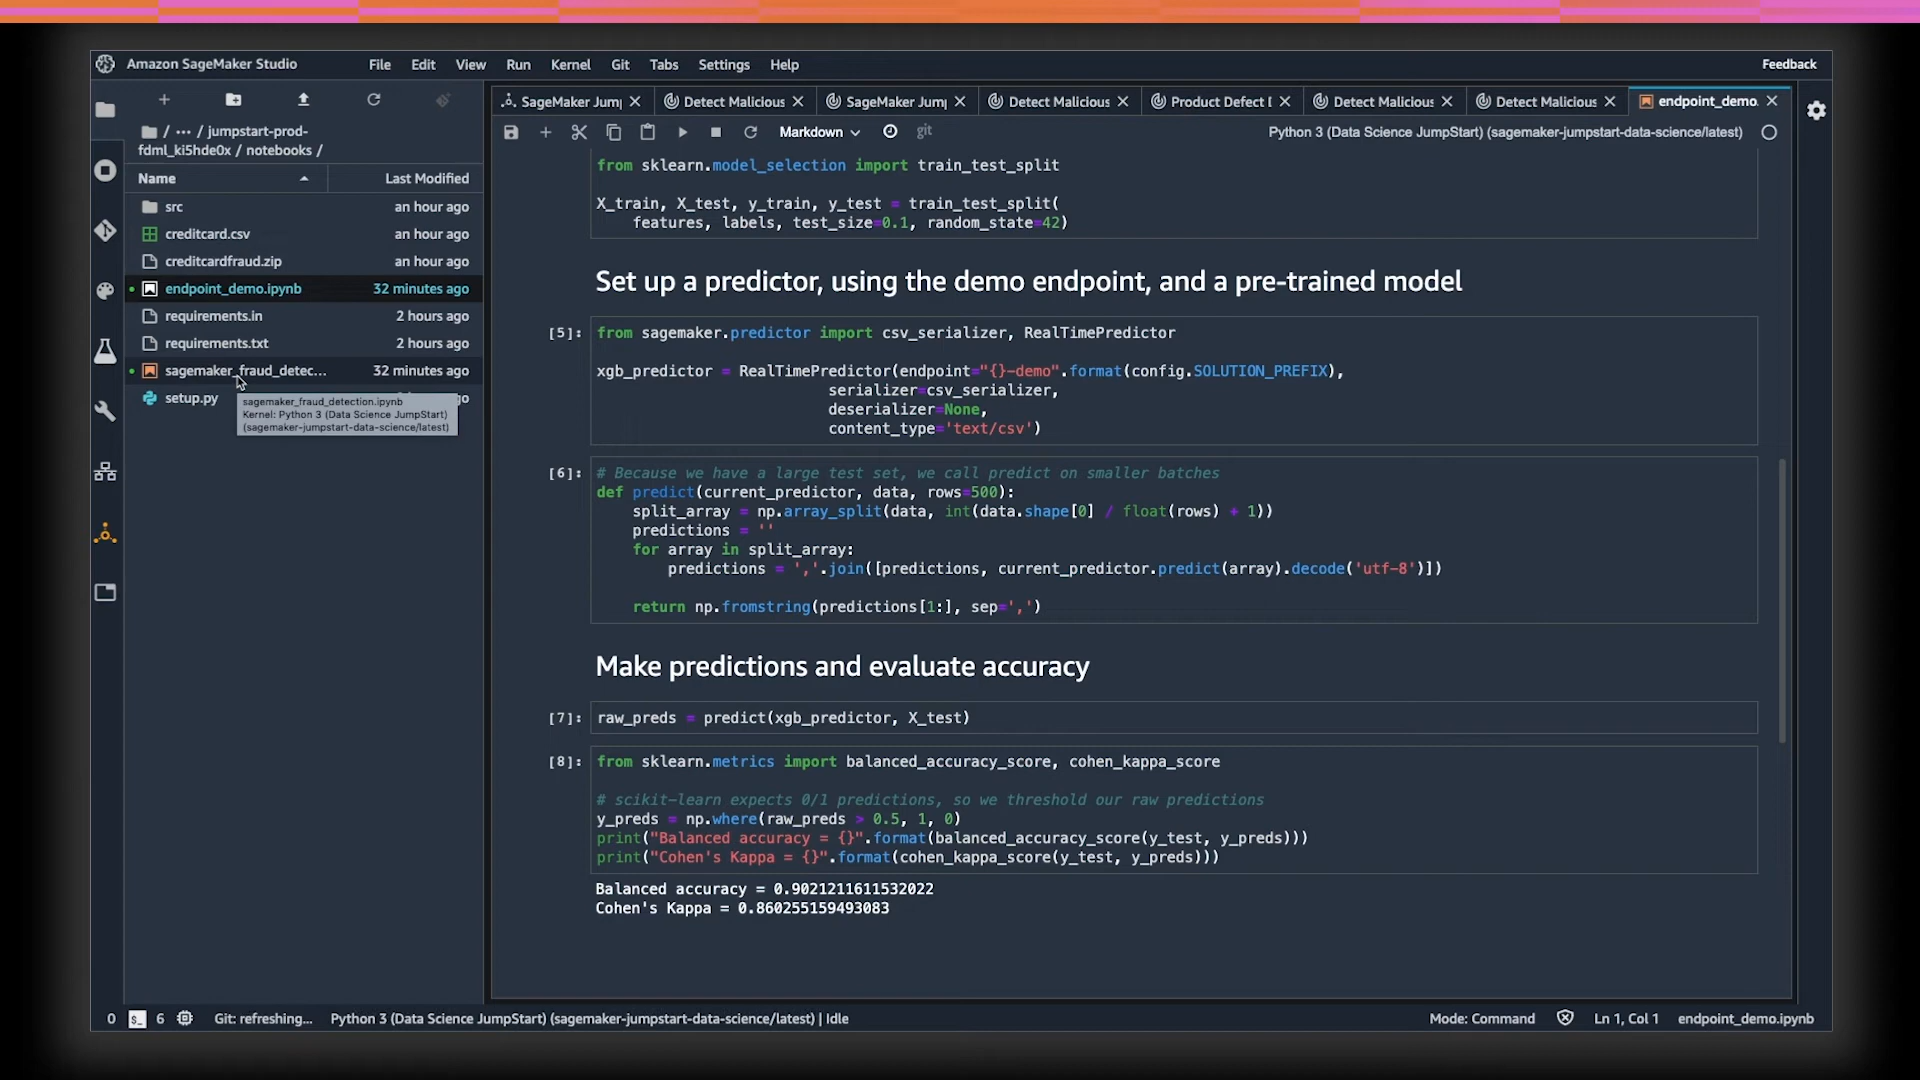 Amazon SageMaker Studio
File Edit View Run Kernel Git Tabs Settings Help
Feedback
/ ··· / jumpstart-prod-
fdml_ki5hde0x / notebooks /
Name Last Modified
src an hour ago
creditcard.csv an hour ago
creditcardfraud.zip an hour ago
endpoint_demo.ipynb 32 minutes ago
requirements.in 2 hours ago
requirements.txt 2 hours ago
sagemaker_fraud_detec... 32 minutes ago
setup.py go
sagemaker_fraud_detection.ipynb
Kernel: Python 3 (Data Science JumpStart)
(sagemaker-jumpstart-data-science/latest)
SageMaker Jum Detect Malicious SageMaker Jum Detect Malicious Product Defect Detect Malicious Detect Malicious endpoint_demo.
Markdown git Python 3 (Data Science JumpStart) (sagemaker-jumpstart-data-science/latest)
from sklearn.model_selection import train_test_split
X_train, X_test, y_train, y_test = train_test_split(
features, labels, test_size=0.1, random_state=42)
Set up a predictor, using the demo endpoint, and a pre-trained model
[5]: from sagemaker.predictor import csv_serializer, RealTimePredictor
xgb_predictor = RealTimePredictor(endpoint="{}-demo".format(config.SOLUTION_PREFIX),
serializer=csv_serializer,
deserializer=None,
content_type='text/csv')
[6]: # Because we have a large test set, we call predict on smaller batches
def predict(current_predictor, data, rows=500):
split_array = np.array_split(data, int(data.shape[0] / float(rows) + 1))
predictions = ''
for array in split_array:
predictions = ','.join([predictions, current_predictor.predict(array).decode('utf-8')])
return np.fromstring(predictions[1:], sep=',')
Make predictions and evaluate accuracy
[7]: raw_preds = predict(xgb_predictor, X_test)
[8]: from sklearn.metrics import balanced_accuracy_score, cohen_kappa_score
# scikit-learn expects 0/1 predictions, so we threshold our raw predictions
y_preds = np.where(raw_preds > 0.5, 1, 0)
print("Balanced accuracy = {}".format(balanced_accuracy_score(y_test, y_preds)))
print("Cohen's Kappa = {}".format(cohen_kappa_score(y_test, y_preds)))
Balanced accuracy = 0.9021211611532022
Cohen's Kappa = 0.860255159493083
0 $_ 6 Git: refreshing... Python 3 (Data Science JumpStart) (sagemaker-jumpstart-data-science/latest) | Idle
Mode: Command Ln 1, Col 1 endpoint_demo.ipynb